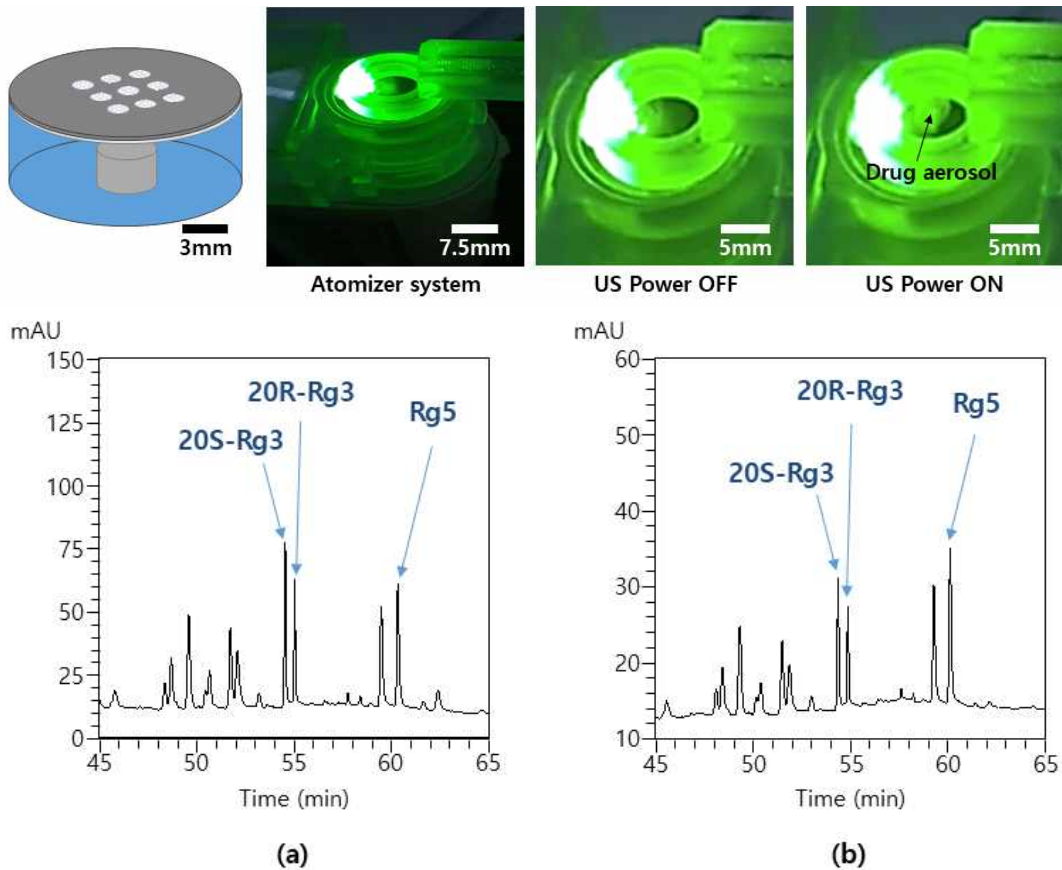 3mm
7.5mm
Drug aerosol
5mm
5mm
Atomizer system
US Power OFF
US Power ON
mAU
150
125
100
75
50
25
0
20R-Rg3
20S-Rg3
Rg5
45
50
55
60
65
Time (min)
(a)
mAU
60
50
40
30
20
10
20R-Rg3
Rg5
20S-Rg3
45
50
55
60
65
Time (min)
(b)